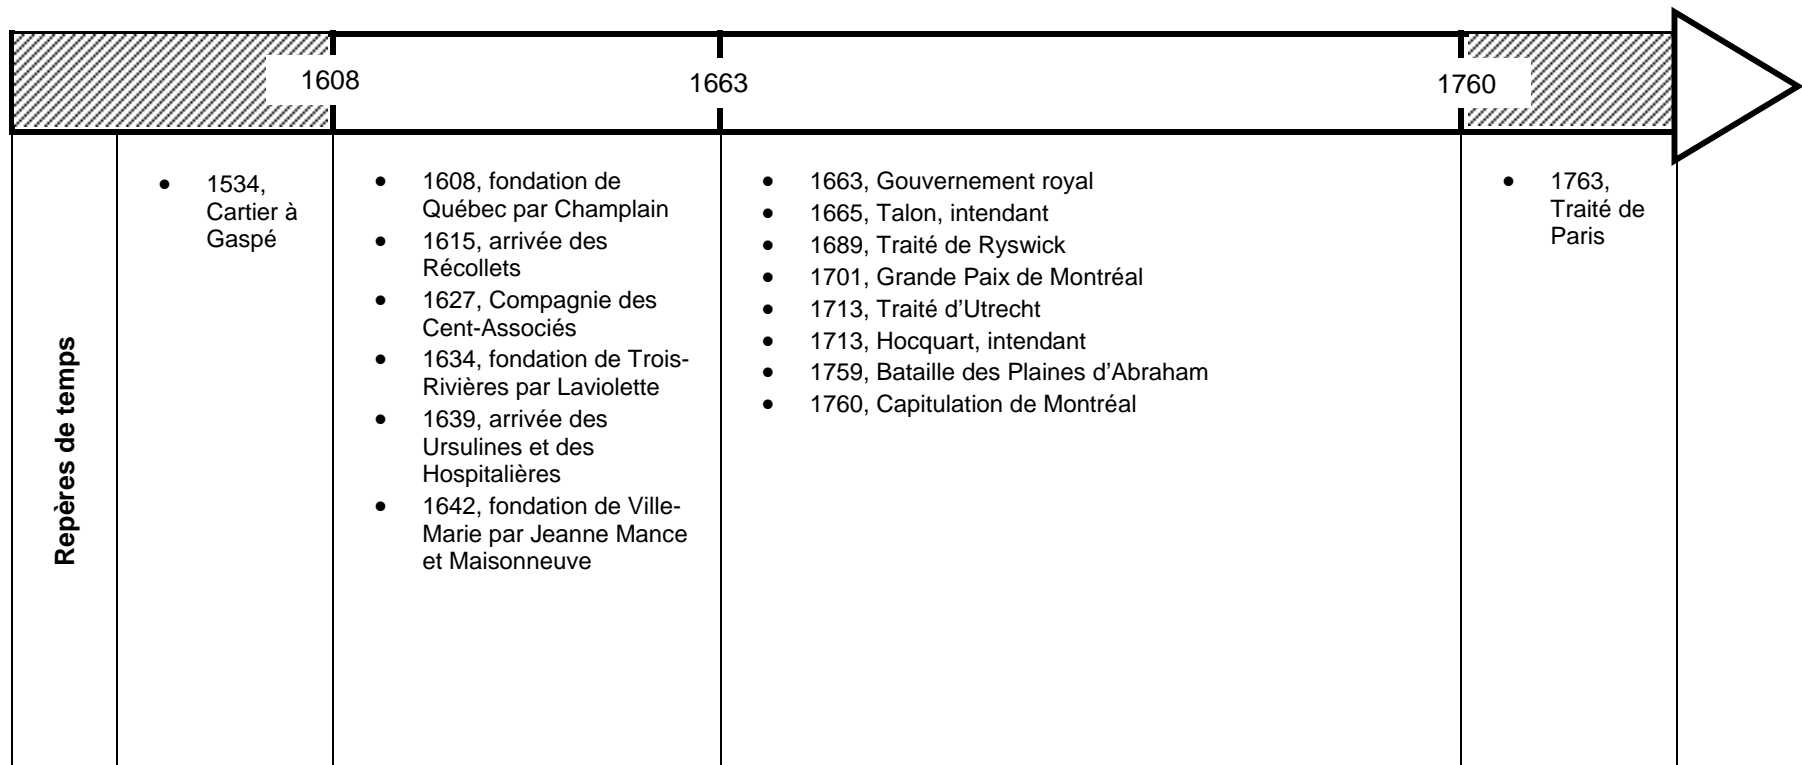 1608
1663
1760
Repères de temps
• 1534,
Cartier à
Gaspé
• 1608, fondation de
Québec par Champlain
• 1615, arrivée des
Récollets
• 1627, Compagnie des
Cent-Associés
• 1634, fondation de Trois-
Rivières par Laviolette
• 1639, arrivée des
Ursulines et des
Hospitalières
• 1642, fondation de Ville-
Marie par Jeanne Mance
et Maisonneuve
• 1663, Gouvernement royal
• 1665, Talon, intendant
• 1689, Traité de Ryswick
• 1701, Grande Paix de Montréal
• 1713, Traité d’Utrecht
• 1713, Hocquart, intendant
• 1759, Bataille des Plaines d’Abraham
• 1760, Capitulation de Montréal
• 1763,
Traité de
Paris